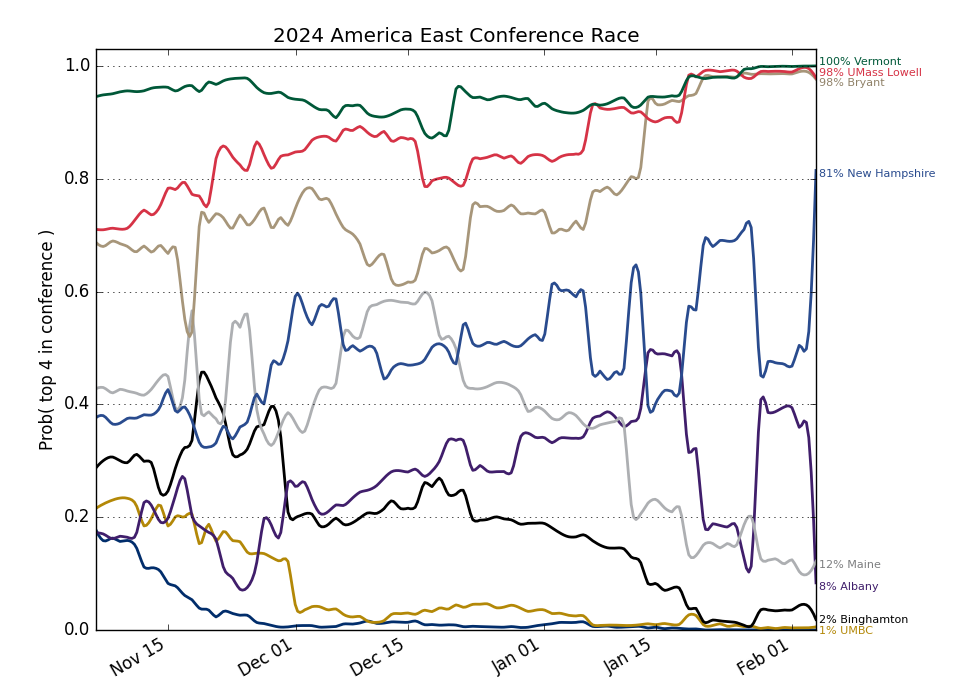 2024 America East Conference Race
Prob( top 4 in conference )
1.0
0.8
0.6
0.4
0.2
0.0
Nov 15
Dec 01
Dec 15
Jan 01
Jan 15
Feb 01
100% Vermont
98% UMass Lowell
98% Bryant
81% New Hampshire
12% Maine
8% Albany
2% Binghamton
1% UMBC